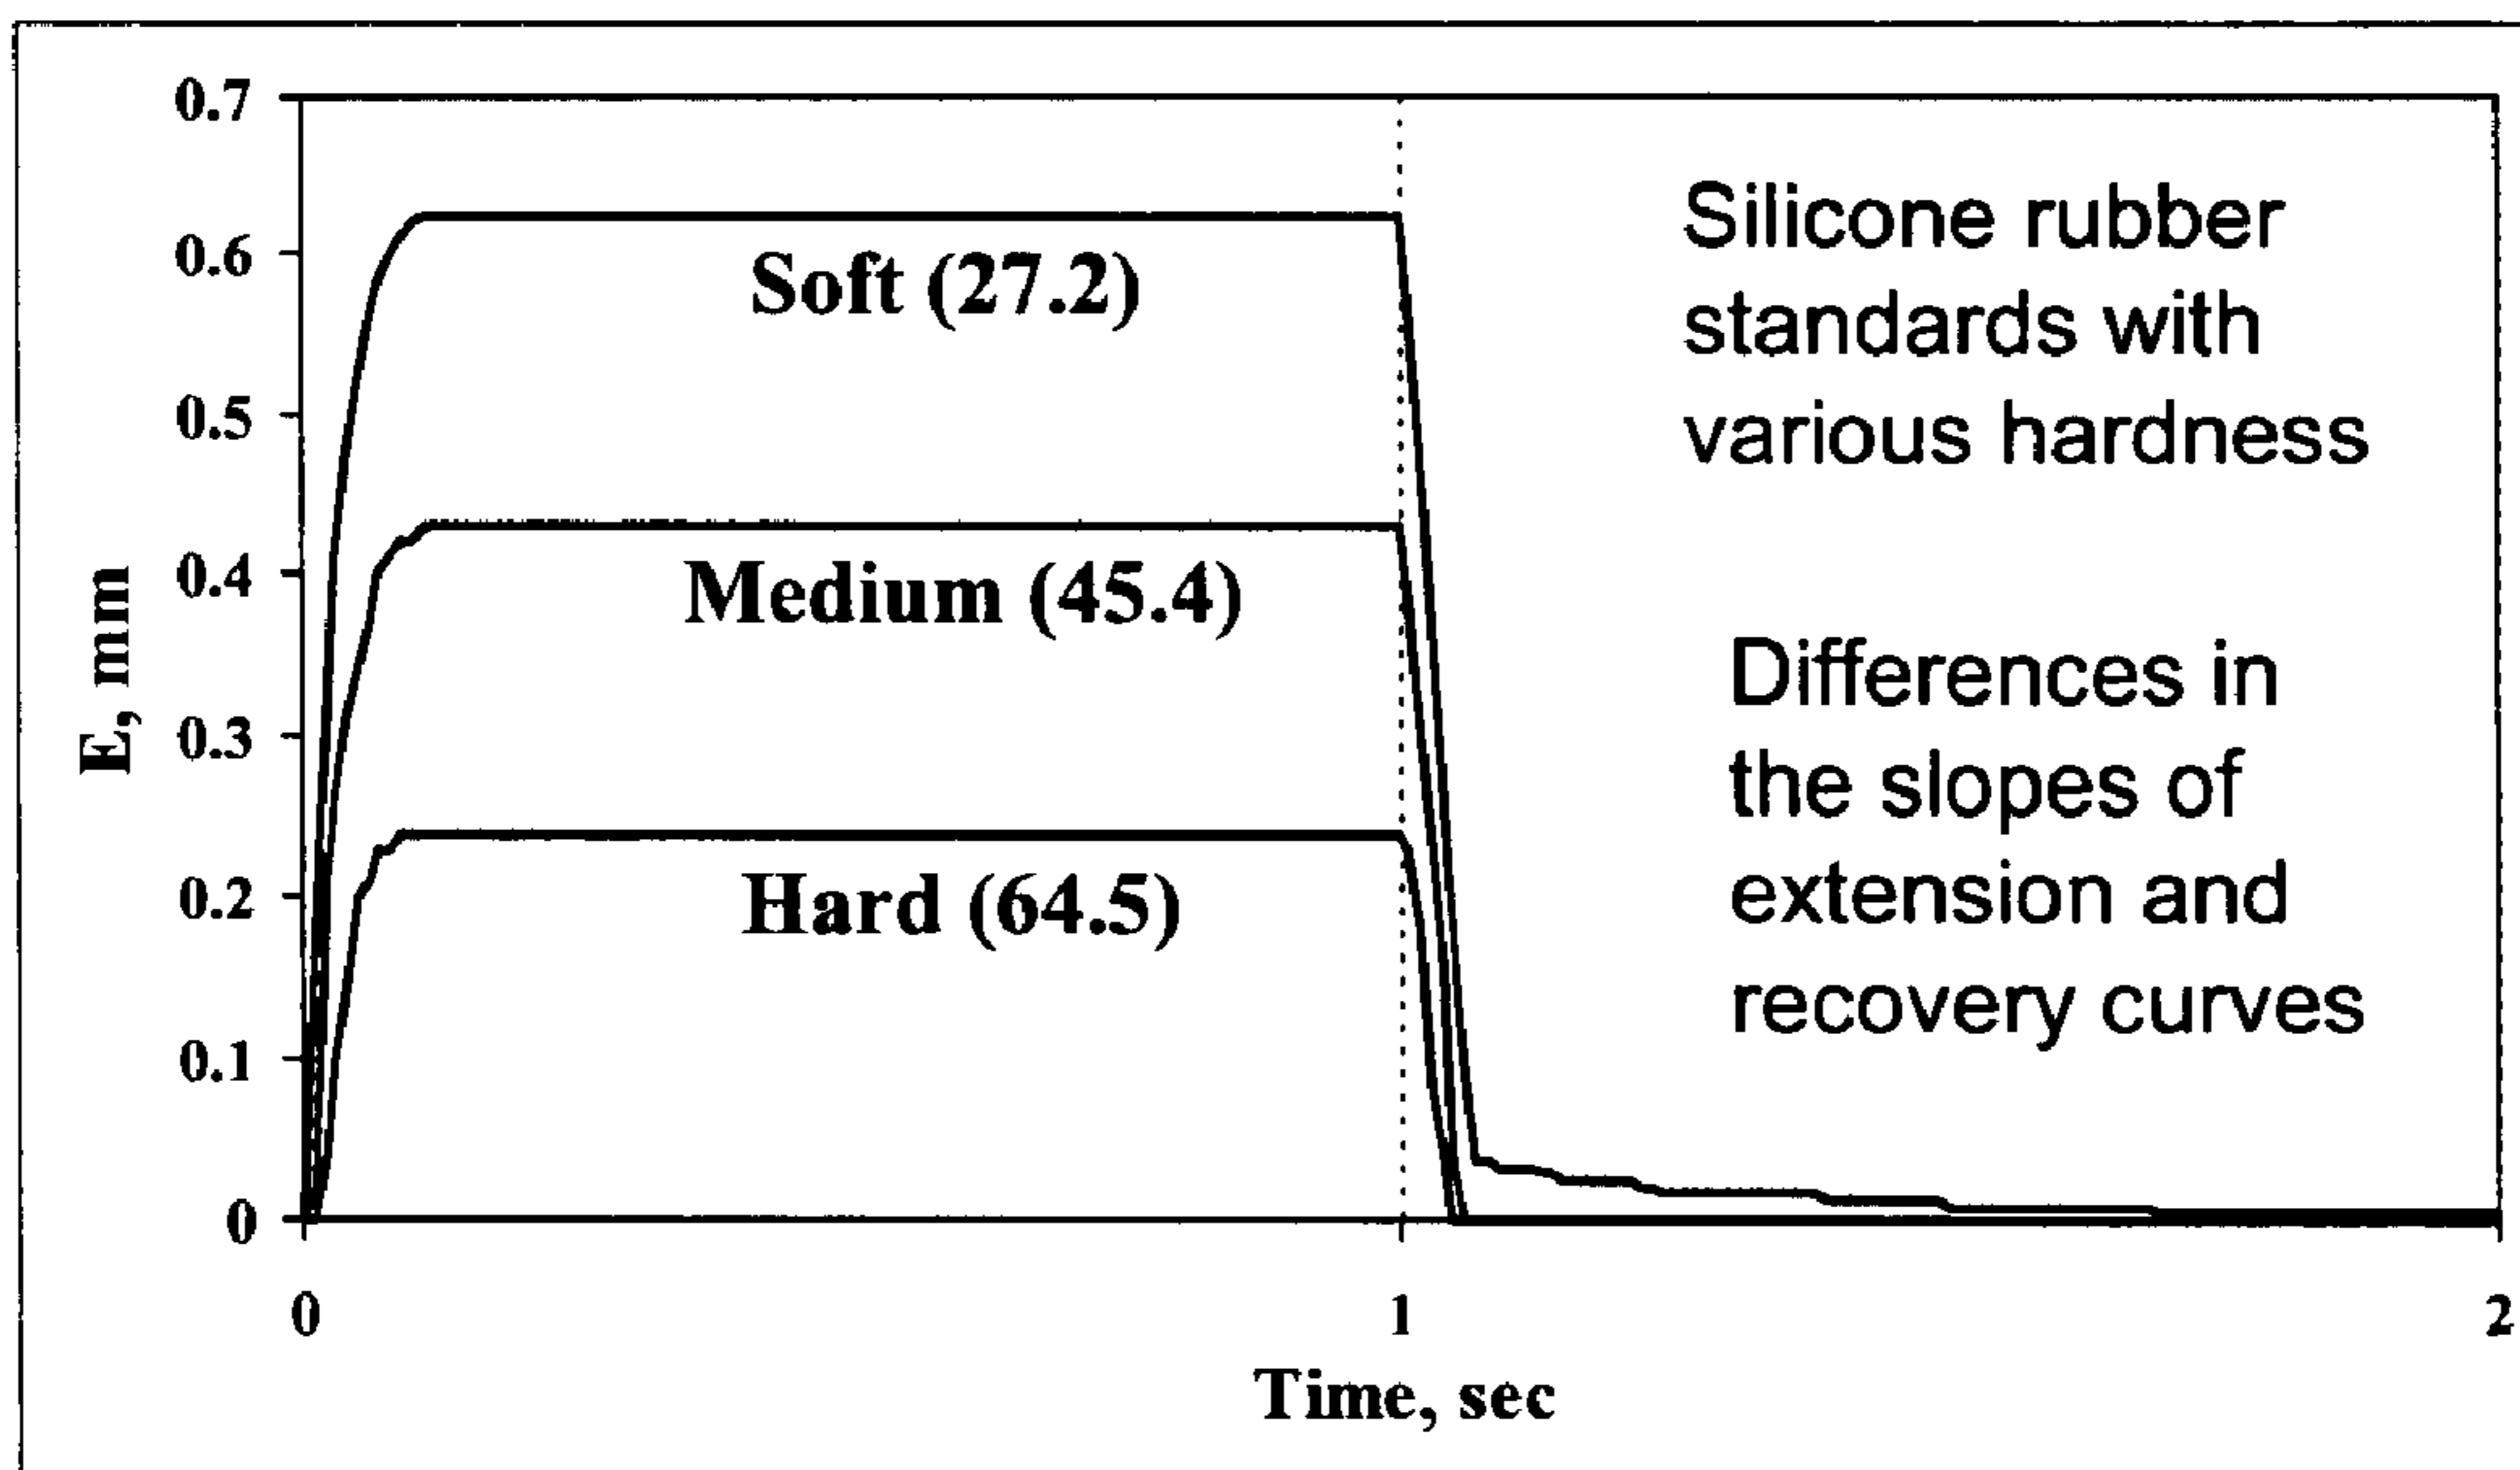 0.7
0.6
0.5
0.4
0.3
0.2
0.1
0
E, mm
Soft (27.2)
Medium (45.4)
Hard (64.5)
Silicone rubber
standards with
various hardness
Differences in
the slopes of
extension and
recovery curves
0
1
2
Time, sec